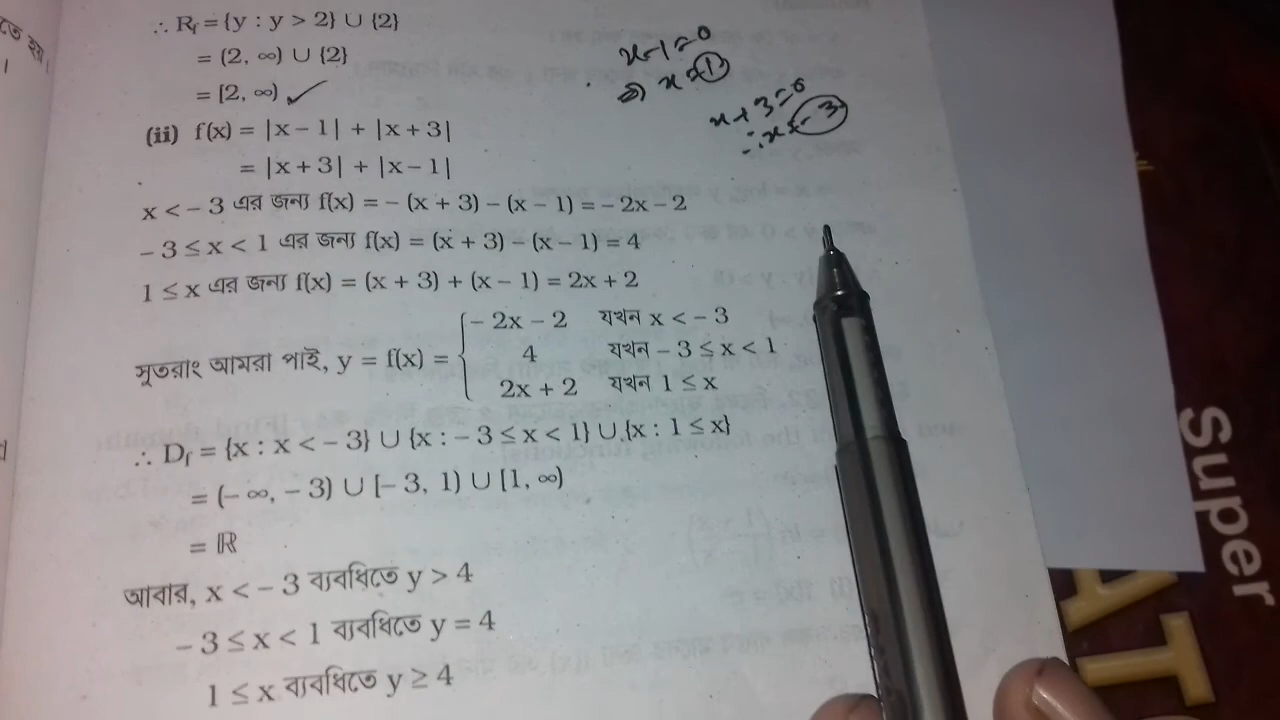 তে হয়।
।
∴ R_f = {y : y > 2} ∪ {2}
= (2, ∞) ∪ {2}
= [2, ∞) ✓
x-1=0
x=1
x+3=0
∴x=-3
(ii) f(x) = |x − 1| + |x + 3|
= |x + 3| + |x − 1|
x < − 3 এর জন্য f(x) = − (x + 3) − (x − 1) = − 2x − 2
− 3 ≤ x < 1 এর জন্য f(x) = (x + 3) − (x − 1) = 4
1 ≤ x এর জন্য f(x) = (x + 3) + (x − 1) = 2x + 2
− 2x − 2 যখন x < − 3
সুতরাং আমরা পাই, y = f(x) = { 4 যখন − 3 ≤ x < 1
2x + 2 যখন 1 ≤ x
∴ D_f = {x : x < − 3} ∪ {x : − 3 ≤ x < 1} ∪ {x : 1 ≤ x}
= (− ∞, − 3) ∪ [− 3, 1) ∪ [1, ∞)
= ℝ
আবার, x < − 3 ব্যবধিতে y > 4
− 3 ≤ x < 1 ব্যবধিতে y = 4
1 ≤ x ব্যবধিতে y ≥ 4
Super
AT